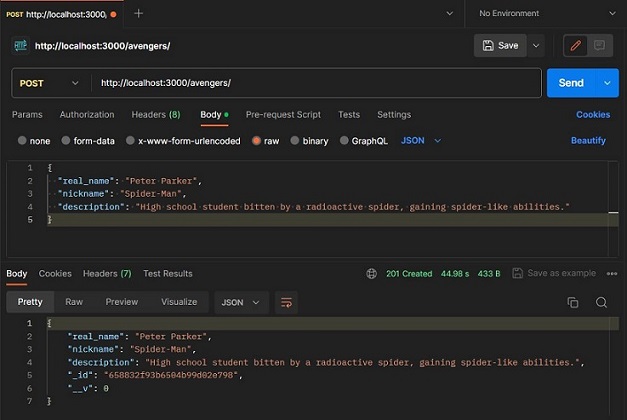 POST http://localhost:3000/ + No Environment
HTTP http://localhost:3000/avengers/ Save
POST http://localhost:3000/avengers/ Send
Params Authorization Headers (8) Body Pre-request Script Tests Settings Cookies
none form-data x-www-form-urlencoded raw binary GraphQL JSON Beautify
1 {
2 "real_name": "Peter Parker",
3 "nickname": "Spider-Man",
4 "description": "High school student bitten by a radioactive spider, gaining spider-like abilities."
5 }
Body Cookies Headers (7) Test Results 201 Created 44.98 s 433 B Save as example
Pretty Raw Preview Visualize JSON
1 {
2 "real_name": "Peter Parker",
3 "nickname": "Spider-Man",
4 "description": "High school student bitten by a radioactive spider, gaining spider-like abilities.",
5 "_id": "658832f93b6504b99d02e798",
6 "__v": 0
7 }